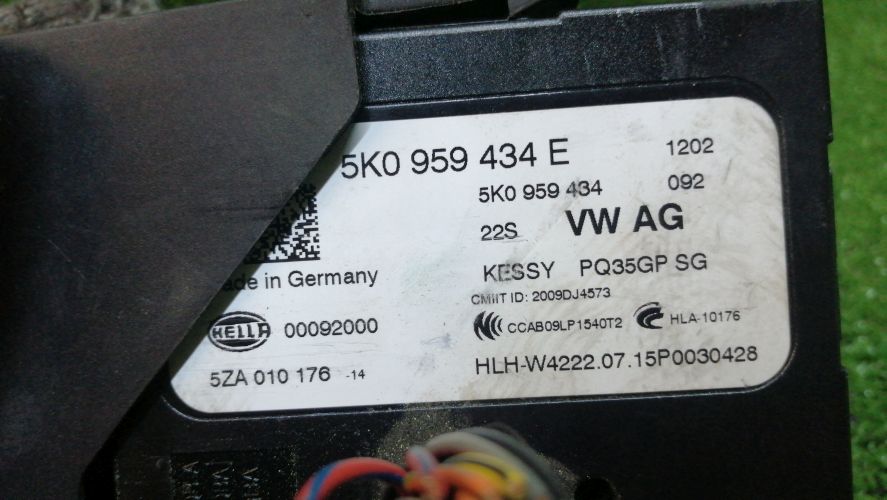 5K0 959 434 E 1202
5K0 959 434 092
22S VW AG
KESSY PQ35GP SG
in Germany
CMIIT ID: 2009DJ4573
HELLA 00092000
CCAB09LP1540T2 HLA-10176
5ZA 010 176 -14
HLH-W4222.07.15P0030428